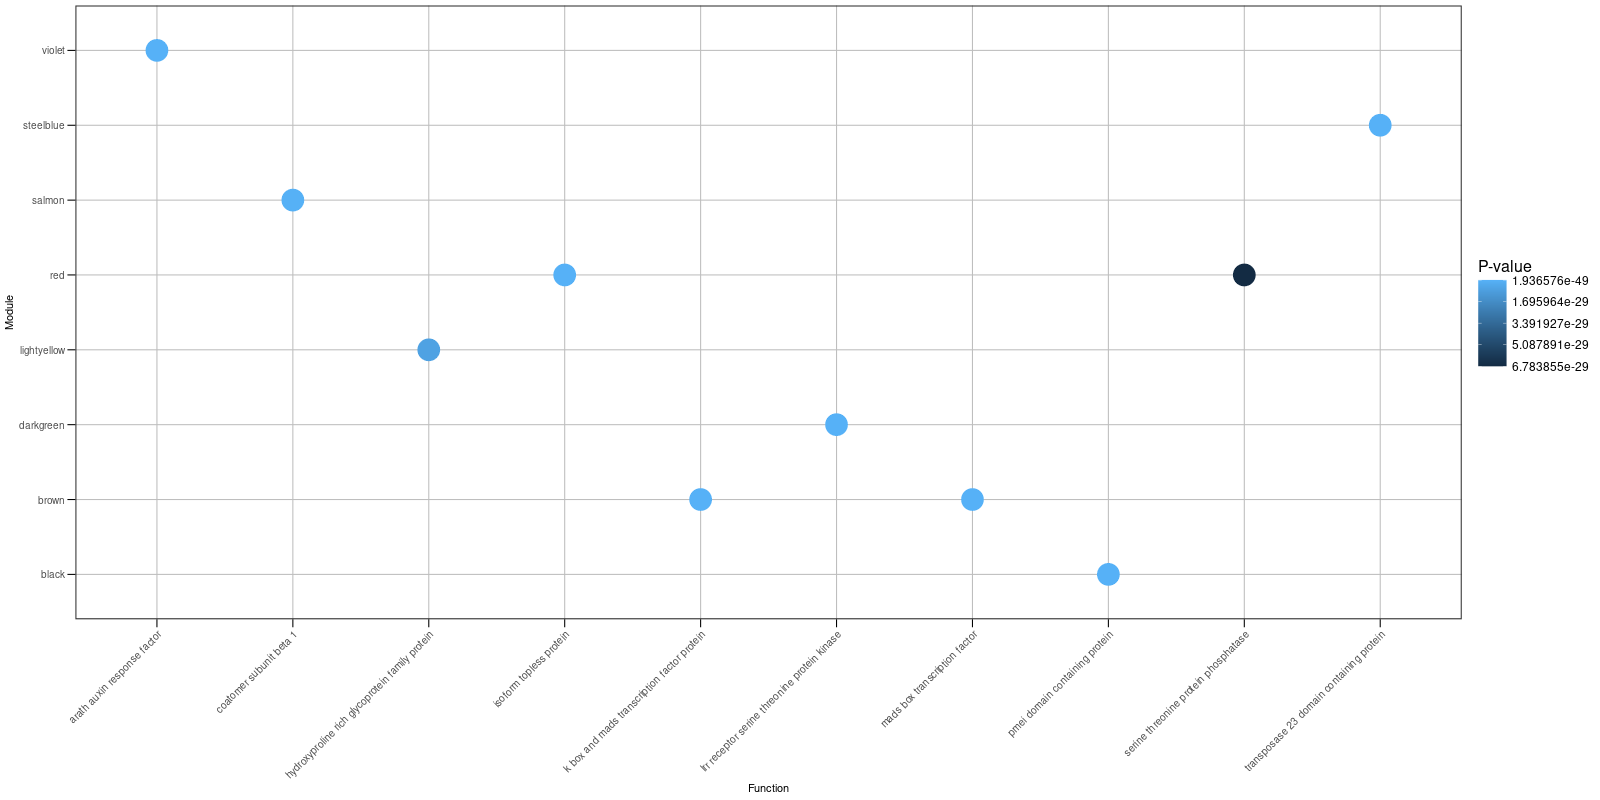 violet
steelblue
salmon
red
lightyellow
darkgreen
brown
black
Module
arath auxin response factor
coatomer subunit beta 1
hydroxyproline rich glycoprotein family protein
isoform topless protein
k box and mads transcription factor protein
lrr receptor serine threonine protein kinase
mads box transcription factor
pmei domain containing protein
serine threonine protein phosphatase
transposase 23 domain containing protein
Function
P-value
1.936576e-49
1.695964e-29
3.391927e-29
5.087891e-29
6.783855e-29